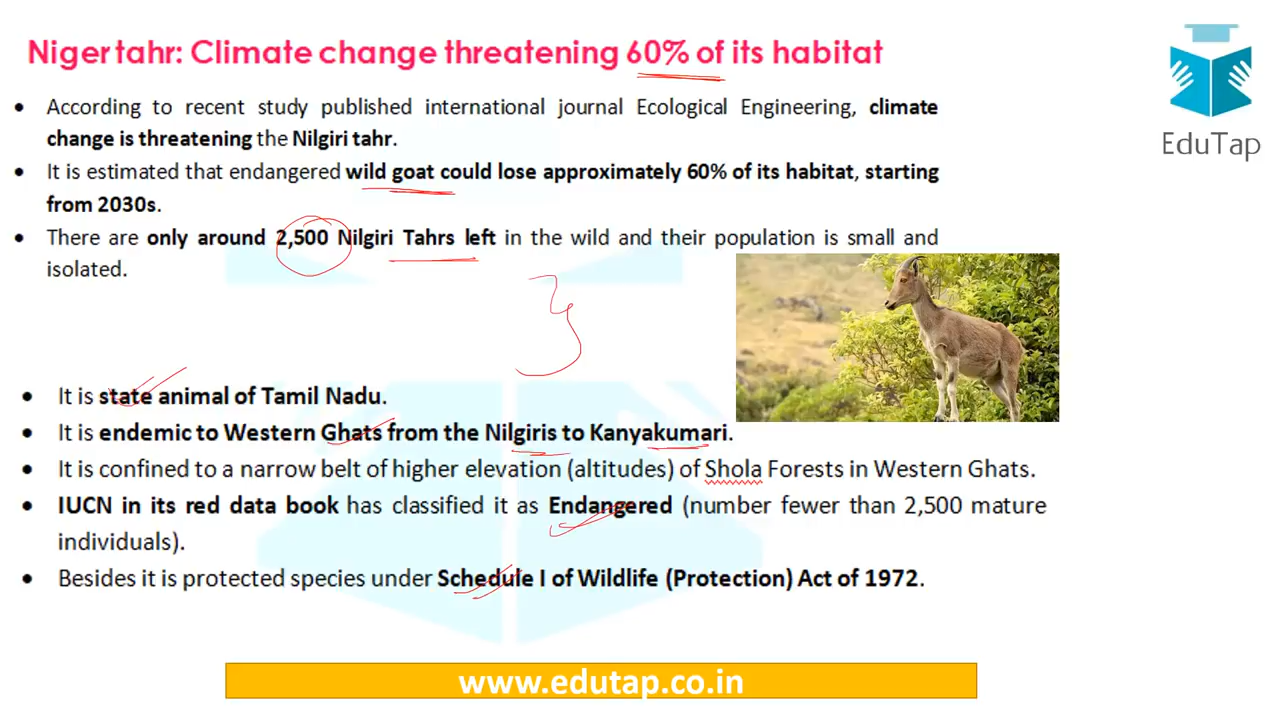 Niger tahr: Climate change threatening 60% of its habitat
EduTap
• According to recent study published international journal Ecological Engineering, climate
change is threatening the Nilgiri tahr.
• It is estimated that endangered wild goat could lose approximately 60% of its habitat, starting
from 2030s.
• There are only around 2,500 Nilgiri Tahrs left in the wild and their population is small and
isolated.
• It is state animal of Tamil Nadu.
• It is endemic to Western Ghats from the Nilgiris to Kanyakumari.
• It is confined to a narrow belt of higher elevation (altitudes) of Shola Forests in Western Ghats.
• IUCN in its red data book has classified it as Endangered (number fewer than 2,500 mature
individuals).
• Besides it is protected species under Schedule I of Wildlife (Protection) Act of 1972.
www.edutap.co.in